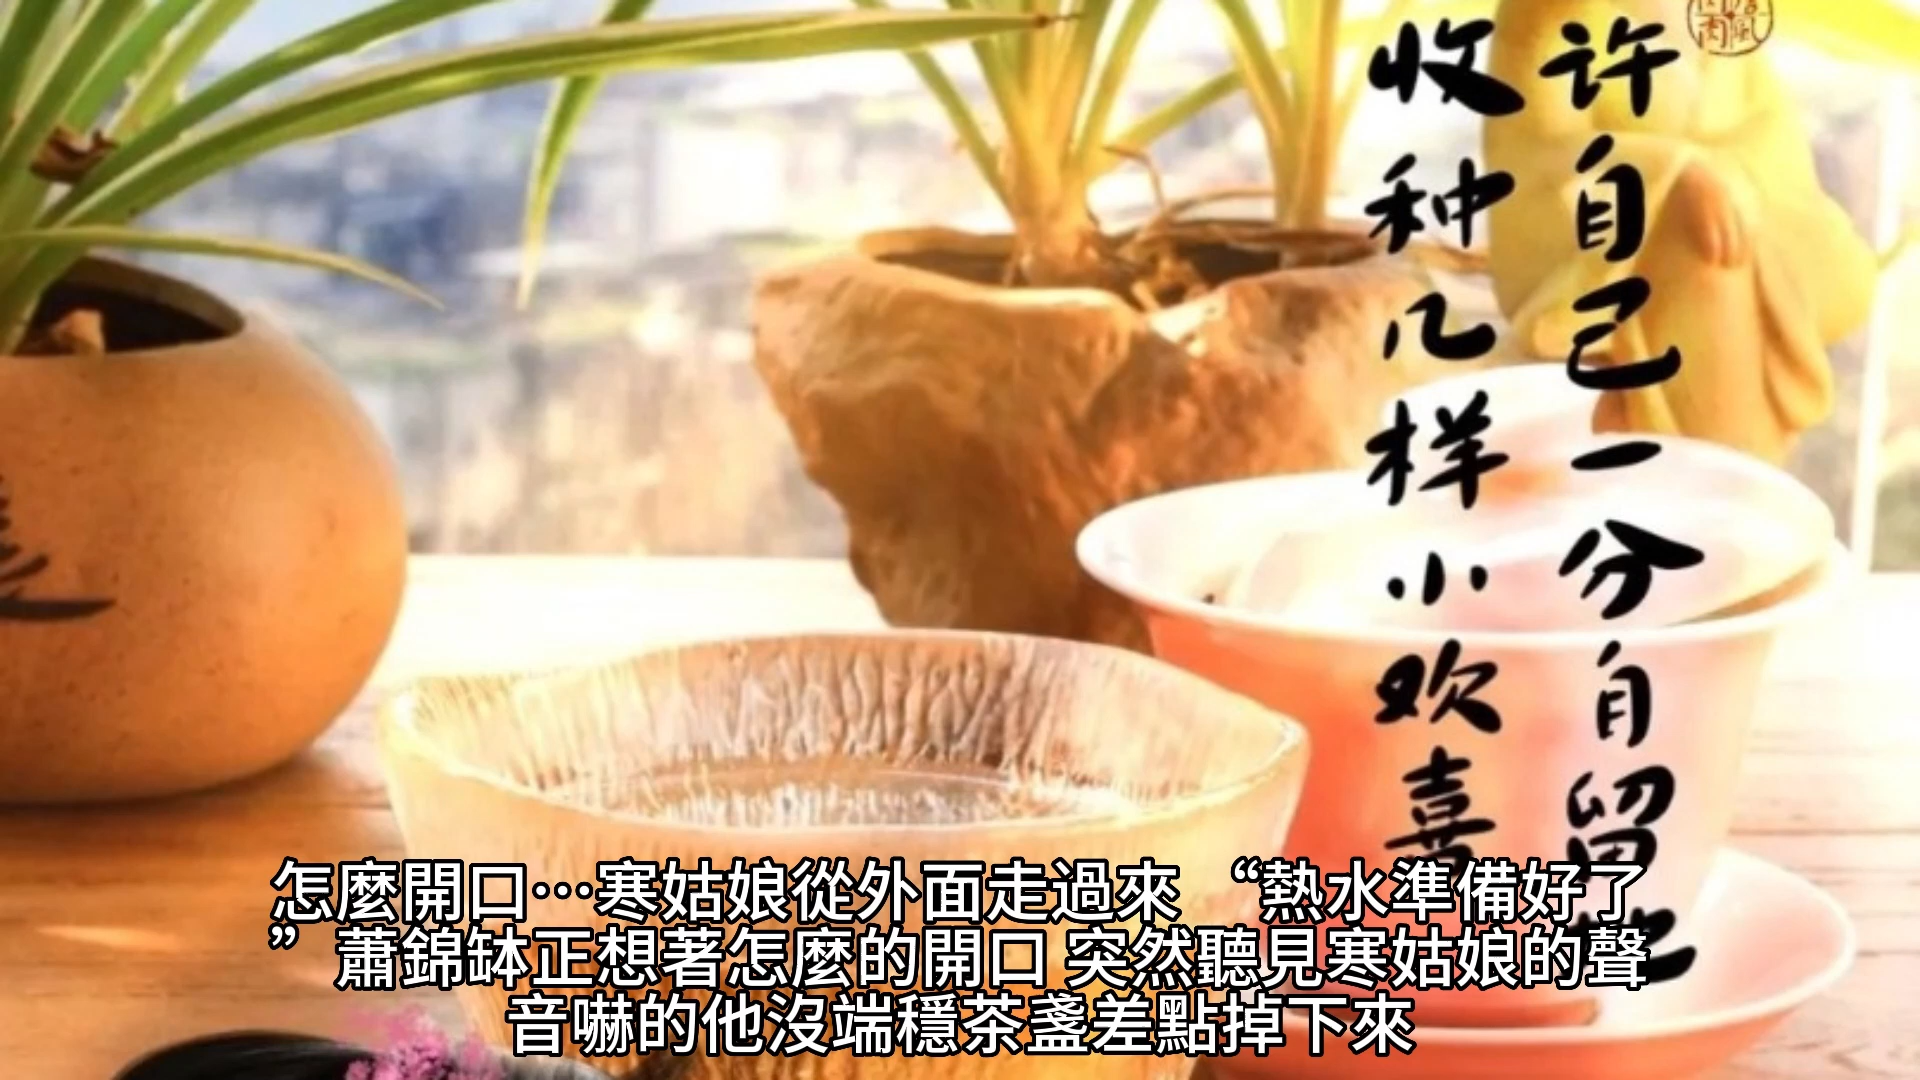 许自己一分自留地
收种几样小欢喜
怎麼開口…寒姑娘從外面走過來 “熱水準備好了
” 蕭錦缽正想著怎麼的開口 突然聽見寒姑娘的聲
音嚇的他沒端穩茶盞差點掉下來